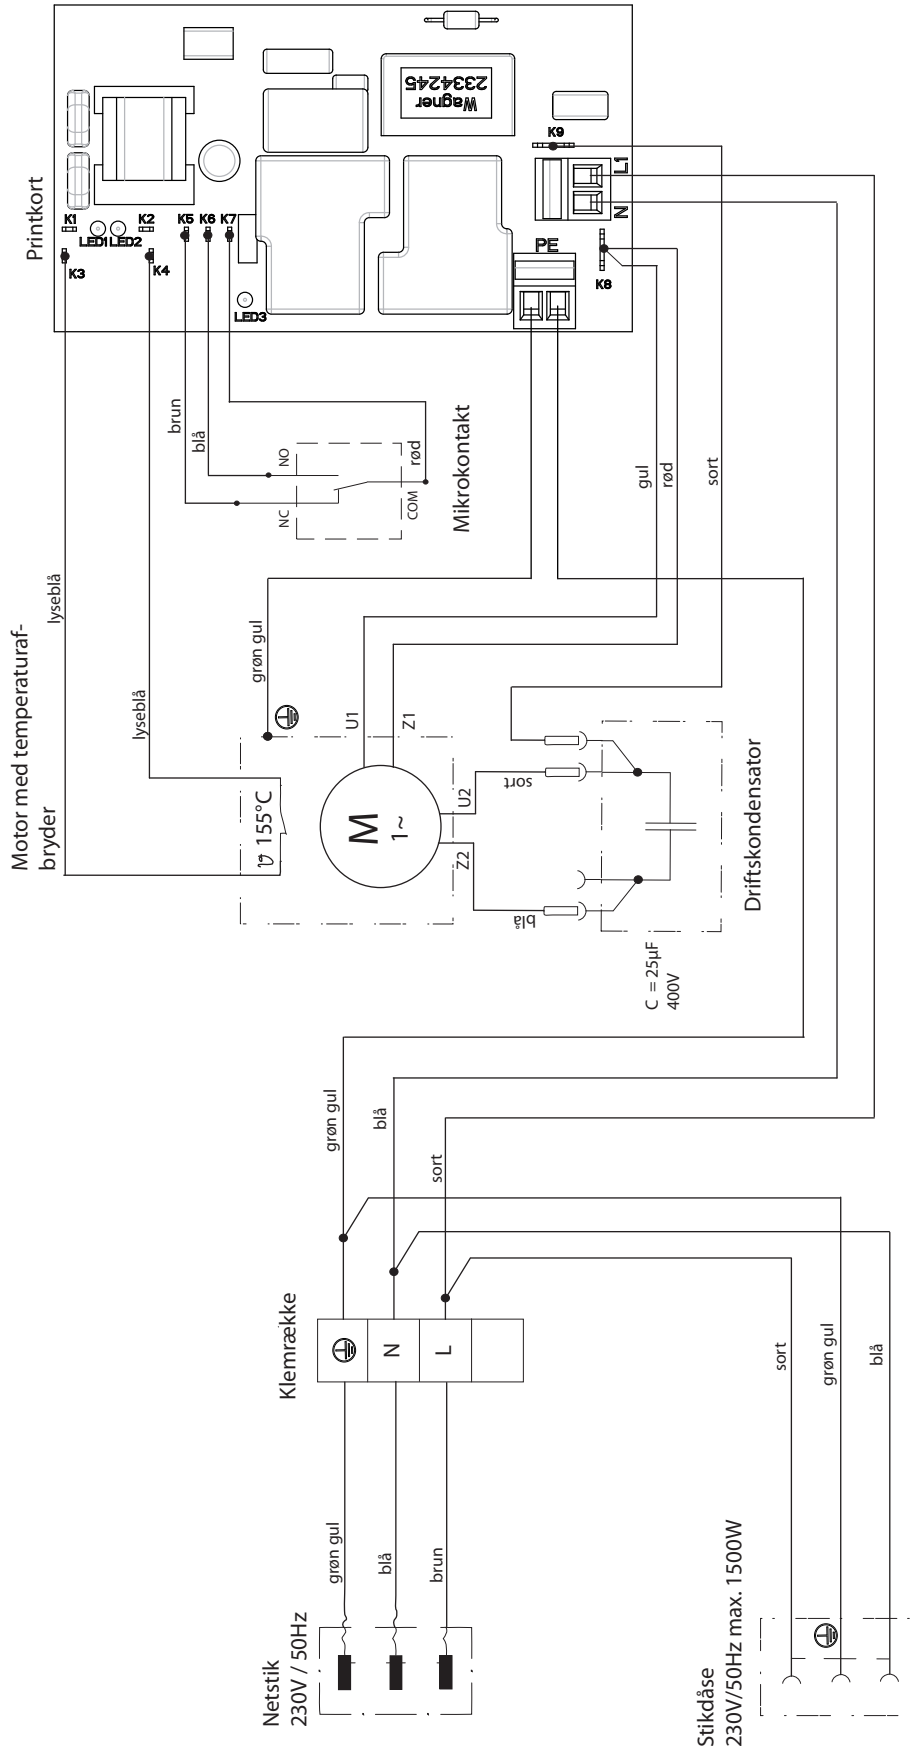 Printkort
K1
K2
K3
K4
K5
K6
K7
LED1
LED2
LED3
Wagner
2334245
K9
L1
N
PE
K8
Motor med temperaturaf-
bryder
lyseblå
lyseblå
brun
blå
rød
NO
NC
COM
Mikrokontakt
gul
rød
sort
grøn gul
ϑ 155°C
M
1~
U1
Z1
U2
Z2
sort
blå
Driftskondensator
C = 25µF
400V
grøn gul
blå
sort
Klemrække
N
L
grøn gul
blå
brun
Netstik
230V / 50Hz
sort
grøn gul
blå
Stikdåse
230V/50Hz max. 1500W